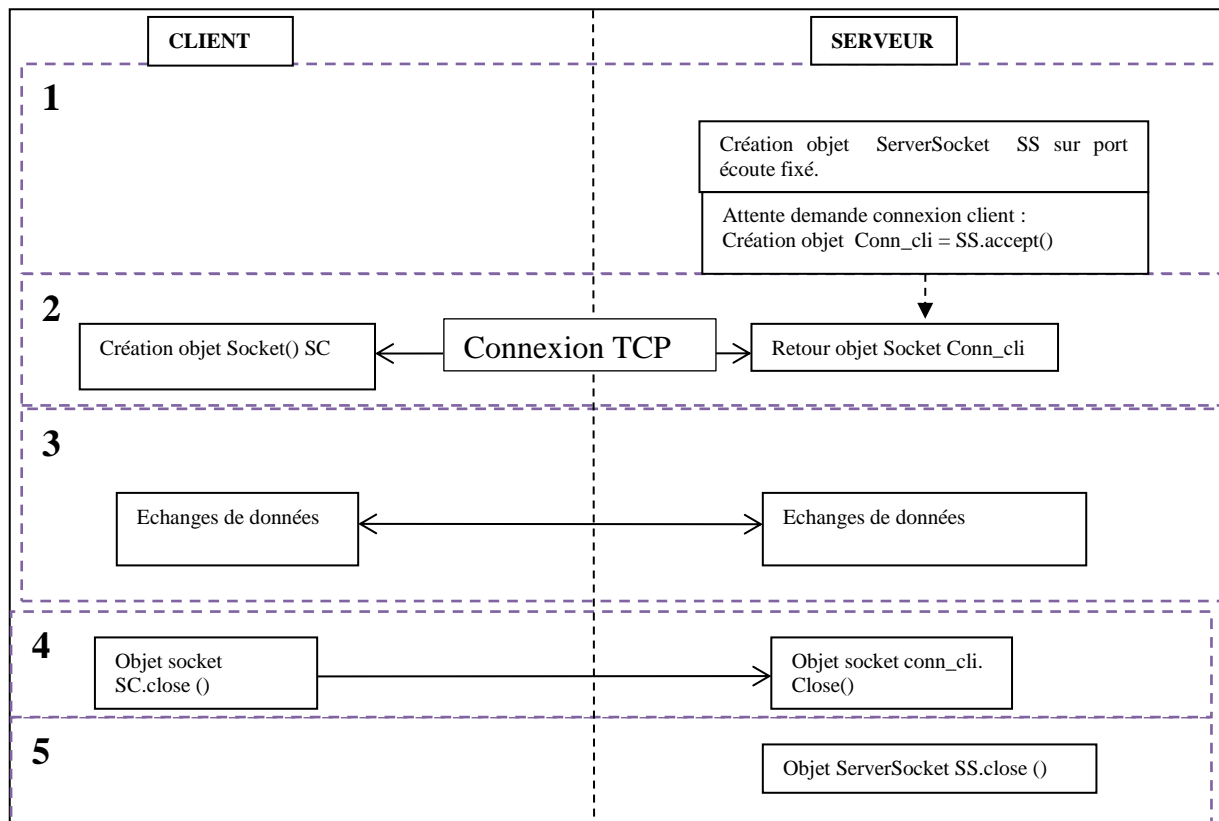 CLIENT
SERVEUR
1
Création objet ServerSocket SS sur port
écoute fixé.
Attente demande connexion client :
Création objet Conn_cli = SS.accept()
2
Création objet Socket() SC
Connexion TCP
Retour objet Socket Conn_cli
3
Echanges de données
Echanges de données
4
Objet socket
SC.close ()
Objet socket conn_cli.
Close()
5
Objet ServerSocket SS.close ()